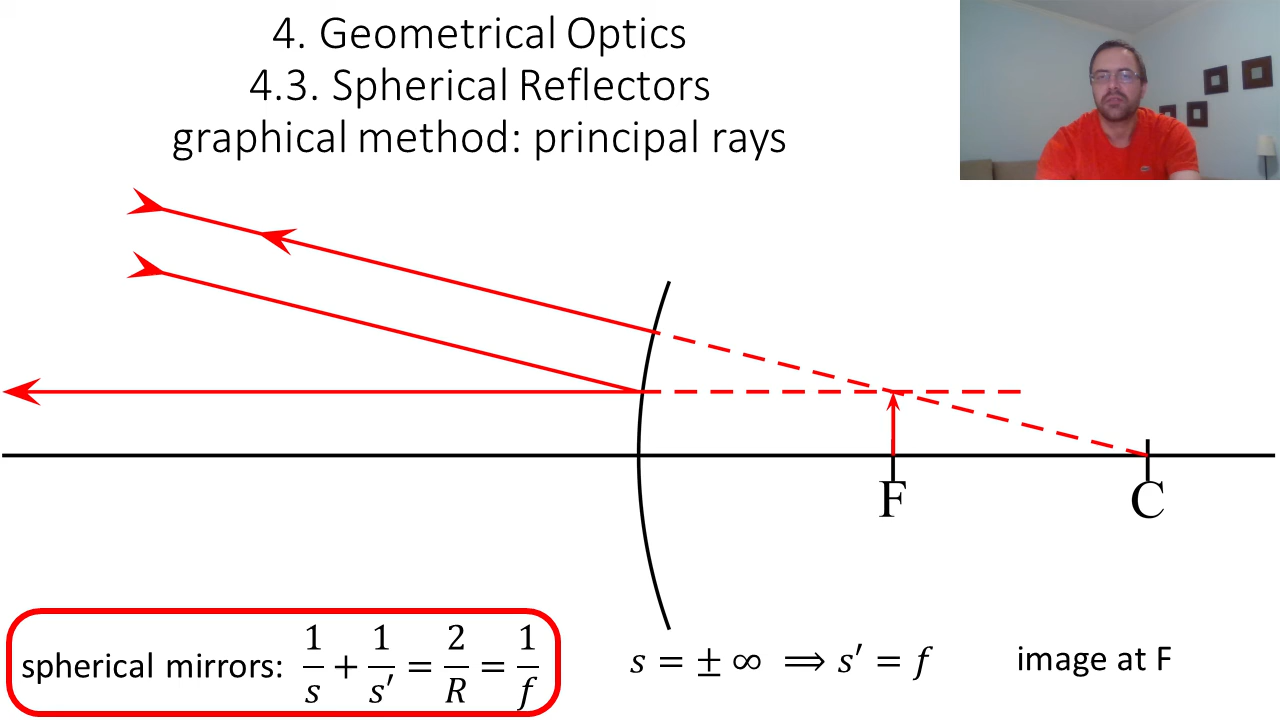 4. Geometrical Optics
4.3. Spherical Reflectors
graphical method: principal rays
F
C
spherical mirrors: 1/s + 1/s′ = 2/R = 1/f
s = ± ∞ ⟹ s′ = f
image at F